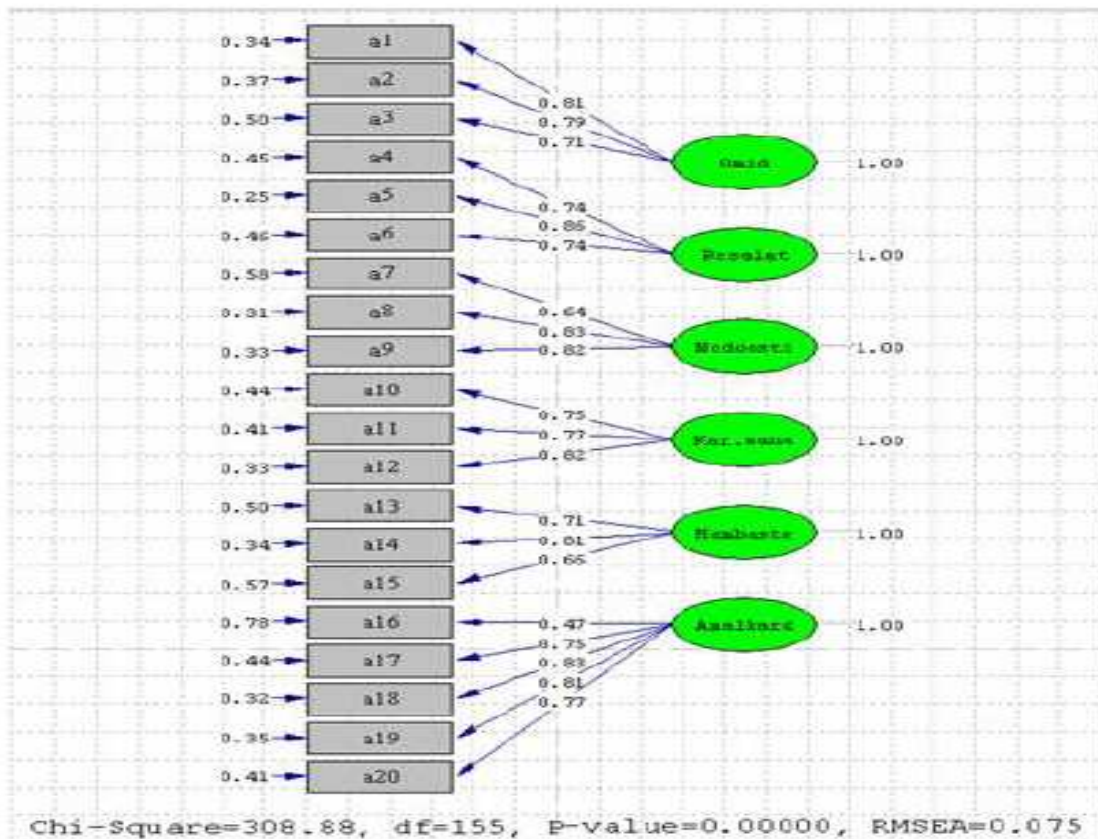 0.34 a1
0.37 a2
0.50 a3
0.45 a4
0.25 a5
0.46 a6
0.58 a7
0.31 a8
0.33 a9
0.44 a10
0.41 a11
0.33 a12
0.50 a13
0.34 a14
0.57 a15
0.78 a16
0.44 a17
0.32 a18
0.35 a19
0.41 a20
0.81
0.79
0.71
0.74
0.86
0.74
0.64
0.83
0.82
0.75
0.77
0.82
0.71
0.81
0.47
0.75
0.83
0.81
0.77
Omid 1.00
Resalat 1.00
1.00
1.00
Hembaste 1.00
Amalkard 1.00
Chi-Square=308.88, df=155, P-value=0.00000, RMSEA=0.075